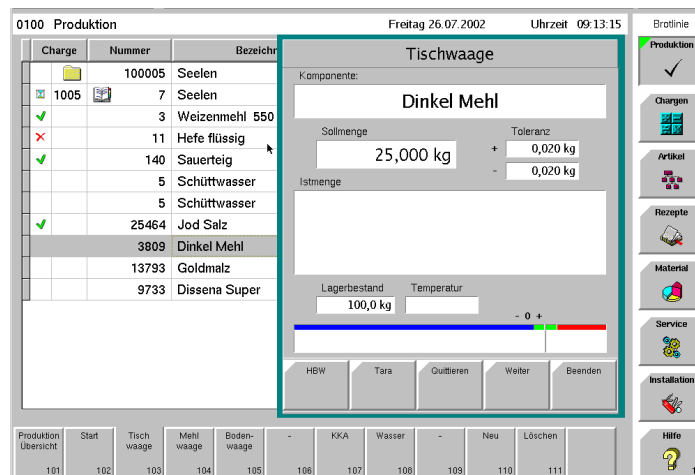 0100 Produktion Freitag 26.07.2002 Uhrzeit 09:13:15 Brotlinie
Charge Nummer Bezeichn
100005 Seelen
1005 7 Seelen
3 Weizenmehl 550
11 Hefe flüssig
140 Sauerteig
5 Schüttwasser
5 Schüttwasser
25464 Jod Salz
3809 Dinkel Mehl
13793 Goldmalz
9733 Dissena Super
Tischwaage
Komponente:
Dinkel Mehl
Sollmenge Toleranz
25,000 kg + 0,020 kg
- 0,020 kg
Istmenge
Lagerbestand Temperatur
100,0 kg
- 0 +
HBW Tara Quittieren Weiter Beenden
Produktion
Chargen
Artikel
Rezepte
Material
Service
Installation
Hilfe
Produktion Start Tisch Mehl Boden- - KKA Wasser - Neu Löschen
Übersicht waage waage waage
101 102 103 104 105 106 107 108 109 110 111